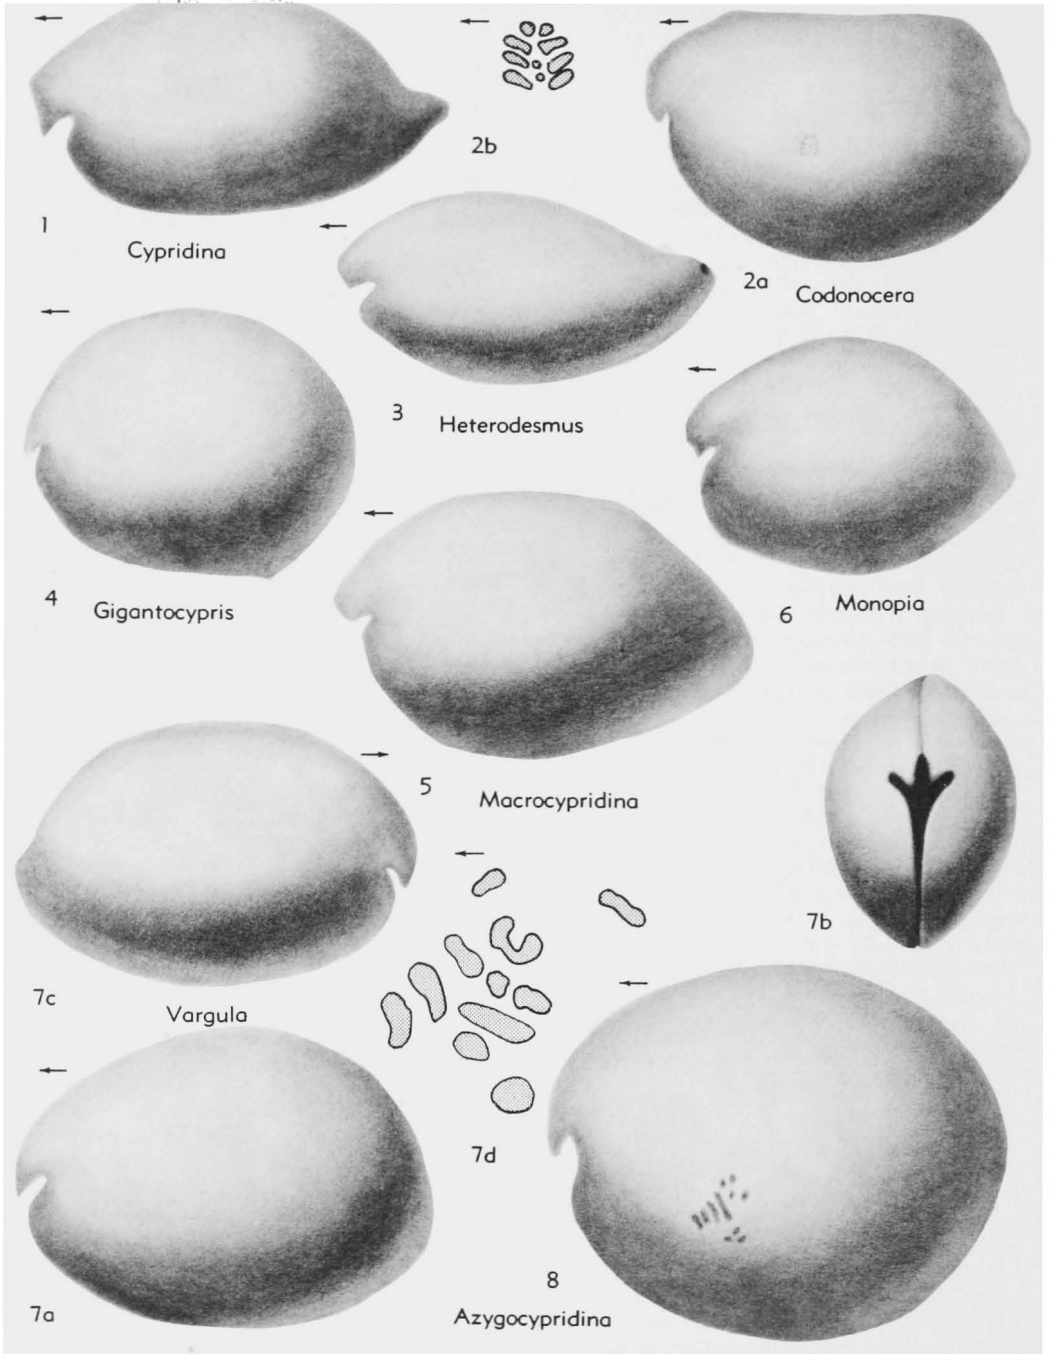 2b
1
Cypridina
2a
Codonocera
3
Heterodesmus
4
Gigantocypris
6
Monopia
5
Macrocypridina
7b
7c
Vargula
7d
8
7a
Azygocypridina